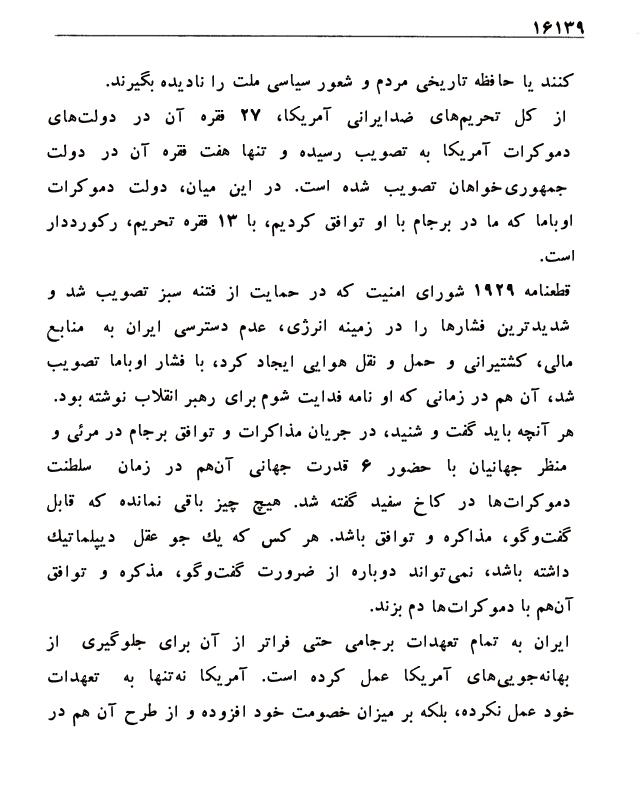 ۱۶۱۳۹
کنند یا حافظه تاریخی مردم و شعور سیاسی ملت را نادیده بگیرند.
از کل تحریم‌های ضدایرانی آمریکا، ۲۷ فقره آن در دولت‌های
دموکرات آمریکا به تصویب رسیده و تنها هفت فقره آن در دولت
جمهوری‌خواهان تصویب شده است. در این میان، دولت دموکرات
اوباما که ما در برجام با او توافق کردیم، با ۱۳ فقره تحریم، رکورددار
است.
قطعنامه ۱۹۲۹ شورای امنیت که در حمایت از فتنه سبز تصویب شد و
شدیدترین فشارها را در زمینه انرژی، عدم دسترسی ایران به منابع
مالی، کشتیرانی و حمل و نقل هوایی ایجاد کرد، با فشار اوباما تصویب
شد، آن هم در زمانی که او نامه فدایت شوم برای رهبر انقلاب نوشته بود.
هر آنچه باید گفت و شنید، در جریان مذاکرات و توافق برجام در مرئی و
منظر جهانیان با حضور ۶ قدرت جهانی آن‌هم در زمان سلطنت
دموکرات‌ها در کاخ سفید گفته شد. هیچ چیز باقی نمانده که قابل
گفت‌وگو، مذاکره و توافق باشد. هر کس که یك جو عقل دیپلماتیك
داشته باشد، نمی‌تواند دوباره از ضرورت گفت‌وگو، مذکره و توافق
آن‌هم با دموکرات‌ها دم بزند.
ایران به تمام تعهدات برجامی حتی فراتر از آن برای جلوگیری از
بهانه‌جویی‌های آمریکا عمل کرده است. آمریکا نه‌تنها به تعهدات
خود عمل نکرده، بلکه بر میزان خصومت خود افزوده و از طرح آن هم در